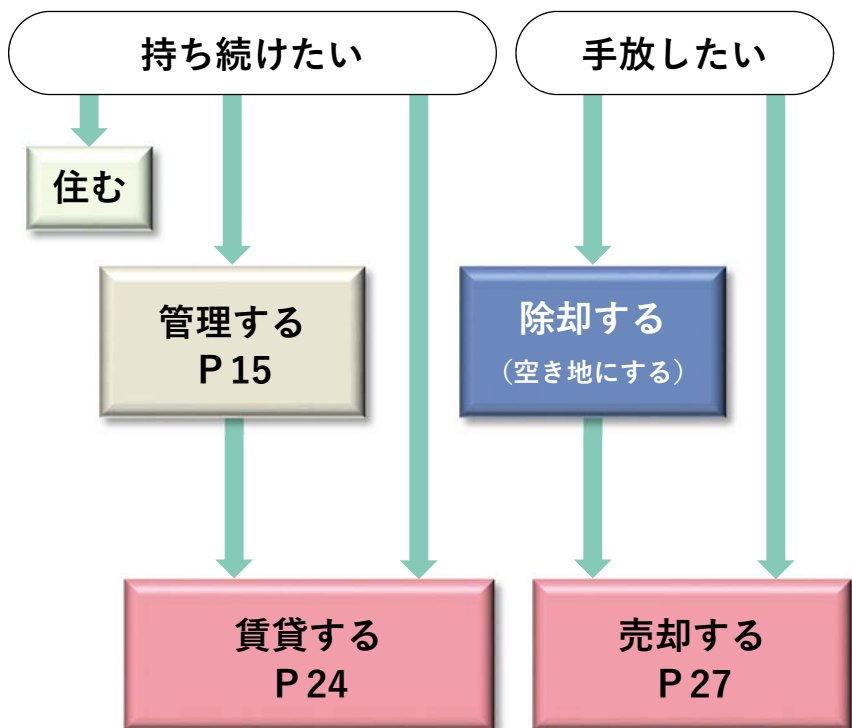 持ち続けたい
手放したい
住む
管理する
P 15
除却する
（空き地にする）
賃貸する
P 24
売却する
P 27